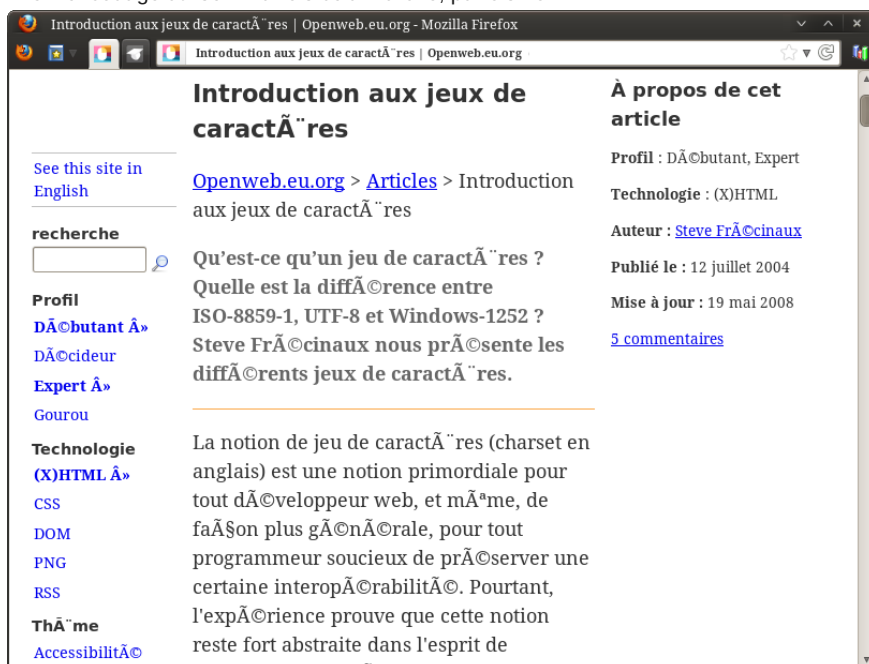 Introduction aux jeux de caractÃ¨res | Openweb.eu.org - Mozilla Firefox
Introduction aux jeux de caractÃ¨res | Openweb.eu.org
See this site in
English
recherche
Profil
DÃ©butant Â»
DÃ©cideur
Expert Â»
Gourou
Technologie
(X)HTML Â»
CSS
DOM
PNG
RSS
ThÃ¨me
AccessibilitÃ©
Introduction aux jeux de
caractÃ¨res
Openweb.eu.org > Articles > Introduction
aux jeux de caractÃ¨res
Qu’est-ce qu’un jeu de caractÃ¨res ?
Quelle est la diffÃ©rence entre
ISO-8859-1, UTF-8 et Windows-1252 ?
Steve FrÃ©cinaux nous prÃ©sente les
diffÃ©rents jeux de caractÃ¨res.
La notion de jeu de caractÃ¨res (charset en
anglais) est une notion primordiale pour
tout dÃ©veloppeur web, et mÃªme, de
faÃ§on plus gÃ©nÃ©rale, pour tout
programmeur soucieux de prÃ©server une
certaine interopÃ©rabilitÃ©. Pourtant,
l'expÃ©rience prouve que cette notion
reste fort abstraite dans l'esprit de
À propos de cet
article
Profil : DÃ©butant, Expert
Technologie : (X)HTML
Auteur : Steve FrÃ©cinaux
Publié le : 12 juillet 2004
Mise à jour : 19 mai 2008
5 commentaires